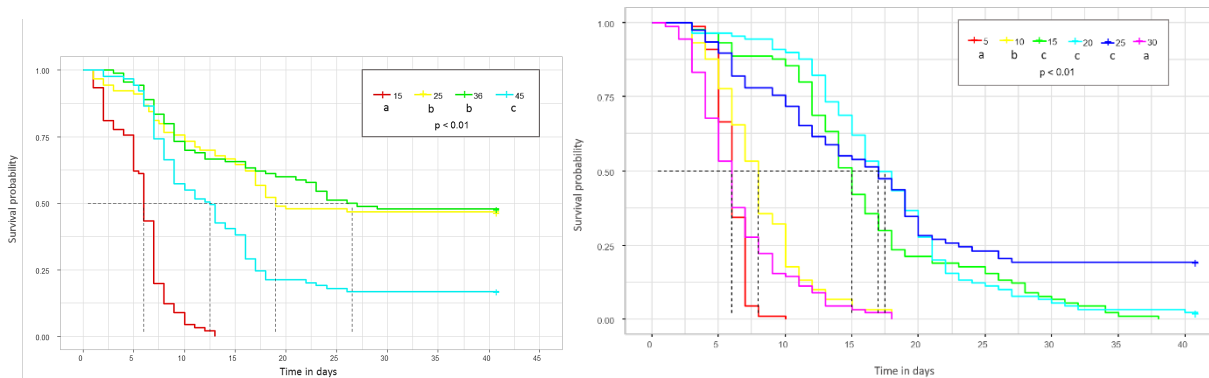 1.00
0.75
0.50
0.25
0.00
Survival probability
15 25 36 45
a b b c
p < 0.01
0 5 10 15 20 25 30 35 40 45
Time in days
1.00
0.75
0.50
0.25
0.00
Survival probability
5 10 15 20 25 30
a b c c c a
p < 0.01
0 5 10 15 20 25 30 35 40
Time in days